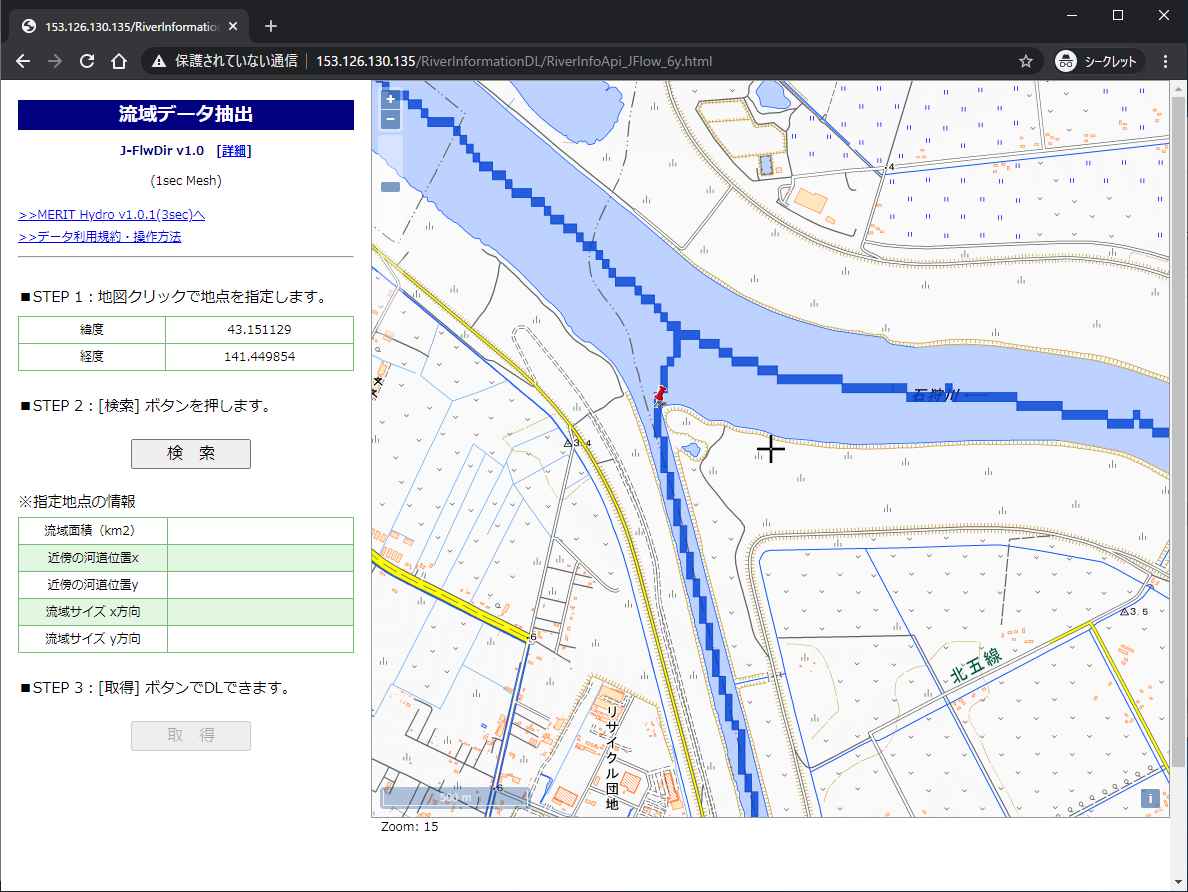 153.126.130.135/RiverInformatio
保護されていない通信
153.126.130.135/RiverInformationDL/RiverInfoApi_JFlow_6y.html
シークレット
流域データ抽出
J-FlwDir v1.0 [詳細]
(1sec Mesh)
>>MERIT Hydro v1.0.1(3sec)へ
>>データ利用規約・操作方法
■STEP 1：地図クリックで地点を指定します。
緯度 43.151129
経度 141.449854
■STEP 2：[検索] ボタンを押します。
検 索
※指定地点の情報
流域面積（km2）
近傍の河道位置x
近傍の河道位置y
流域サイズ x方向
流域サイズ y方向
■STEP 3：[取得] ボタンでDLできます。
取 得
+
−
4
石狩川
3.4
3.5
6
北五線
リサイクル団地
6
500 m
i
Zoom: 15